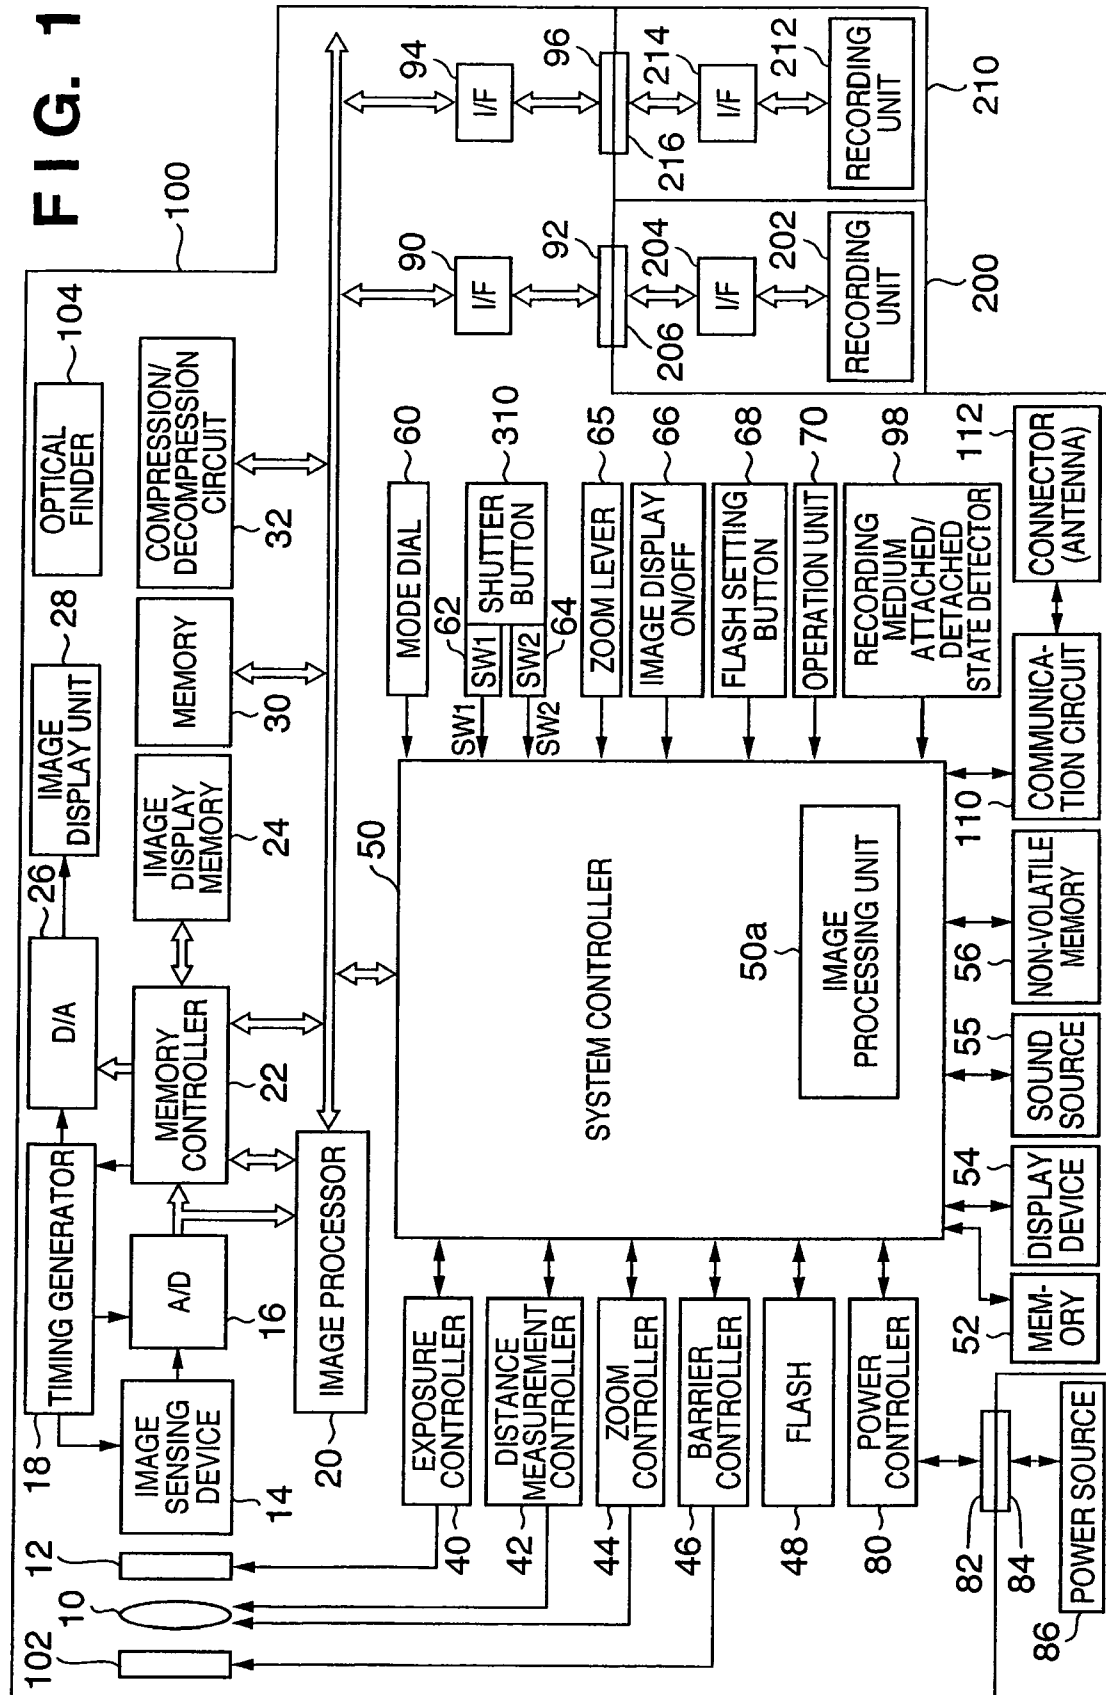 FIG. 1
100
102
10
12
IMAGE
SENSING
DEVICE
14
18
TIMING GENERATOR
A/D
16
D/A
26
MEMORY
CONTROLLER
22
IMAGE
DISPLAY UNIT
28
IMAGE
DISPLAY
MEMORY
24
MEMORY
30
OPTICAL
FINDER
104
COMPRESSION/
DECOMPRESSION
CIRCUIT
32
IMAGE PROCESSOR
20
EXPOSURE
CONTROLLER
40
DISTANCE
MEASUREMENT
CONTROLLER
42
ZOOM
CONTROLLER
44
BARRIER
CONTROLLER
46
FLASH
48
POWER
CONTROLLER
80
82
84
POWER SOURCE
86
50
SYSTEM CONTROLLER
50a
IMAGE
PROCESSING UNIT
MODE DIAL
60
SW1
62
SW1
SHUTTER
BUTTON
310
SW2
64
SW2
ZOOM LEVER
65
IMAGE DISPLAY
ON/OFF
66
FLASH SETTING
BUTTON
68
OPERATION UNIT
70
RECORDING
MEDIUM
ATTACHED/
DETACHED
STATE DETECTOR
98
52
MEM-
ORY
54
DISPLAY
DEVICE
55
SOUND
SOURCE
56
NON-VOLATILE
MEMORY
110
COMMUNICA-
TION CIRCUIT
CONNECTOR
(ANTENNA)
112
90
I/F
92
206
204
I/F
202
RECORDING
UNIT
200
94
I/F
96
216
214
I/F
212
RECORDING
UNIT
210